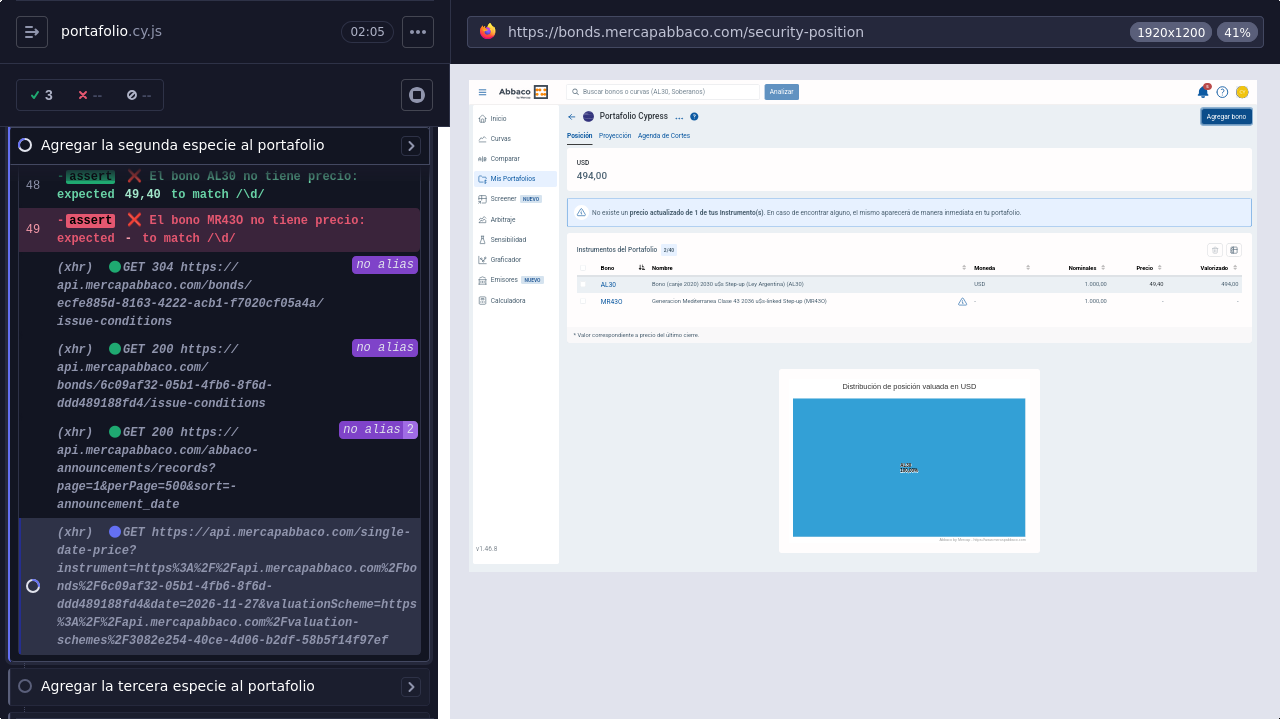 portafolio.cy.js
02:05
https://bonds.mercapabbaco.com/security-position
1920x1200
41%
3
--
--
Agregar la segunda especie al portafolio
48
-assert ❌ El bono AL30 no tiene precio:
expected 49,40 to match /\d/
49
-assert ❌ El bono MR43O no tiene precio:
expected - to match /\d/
(xhr) GET 304 https://
no alias
api.mercapabbaco.com/bonds/
issue-conditions
(xhr) GET 200 https://
no alias
api.mercapabbaco.com/
bonds/6c09af32-05b1-4fb6-8f6d-
ddd489188fd4/issue-conditions
(xhr) GET 200 https://
no alias 2
api.mercapabbaco.com/abbaco-
announcements/records?
page=1&perPage=500&sort=-
announcement_date
(xhr) GET https://api.mercapabbaco.com/single-
date-price?
instrument=https%3A%2F%2Fapi.mercapabbaco.com%2Fbo
nds%2F6c09af32-05b1-4fb6-8f6d-
ddd489188fd4&date=2026-11-27&valuationScheme=https
%3A%2F%2Fapi.mercapabbaco.com%2Fvaluation-
schemes%2F3082e254-40ce-4d06-b2df-58b5f14f97ef
Agregar la tercera especie al portafolio
Abbaco
Buscar bonos o curvas (AL30, Soberanos)
Analizar
Inicio
Curvas
Comparar
Mis Portafolios
Screener NUEVO
Arbitraje
Sensibilidad
Graficador
Emisores NUEVO
Calculadora
v1.46.8
Portafolio Cypress
...
Agregar bono
Posición Proyección Agenda de Cortes
USD
494,00
No existe un precio actualizado de 1 de tus instrumento(s). En caso de encontrar alguno, el mismo aparecerá de manera inmediata en tu portafolio.
Instrumentos del Portafolio 2/40
Bono Nombre Moneda Nominales Precio Valorizado
AL30 Bono (canje 2020) 2030 u$s Step-up (Ley Argentina) (AL30) USD 1.000,00 49,40 494,00
MR43O Generacion Mediterranea Clase 43 2036 u$s-linked Step-up (MR43O) - 1.000,00 - -
* Valor correspondiente a precio del último cierre.
Distribución de posición valuada en USD